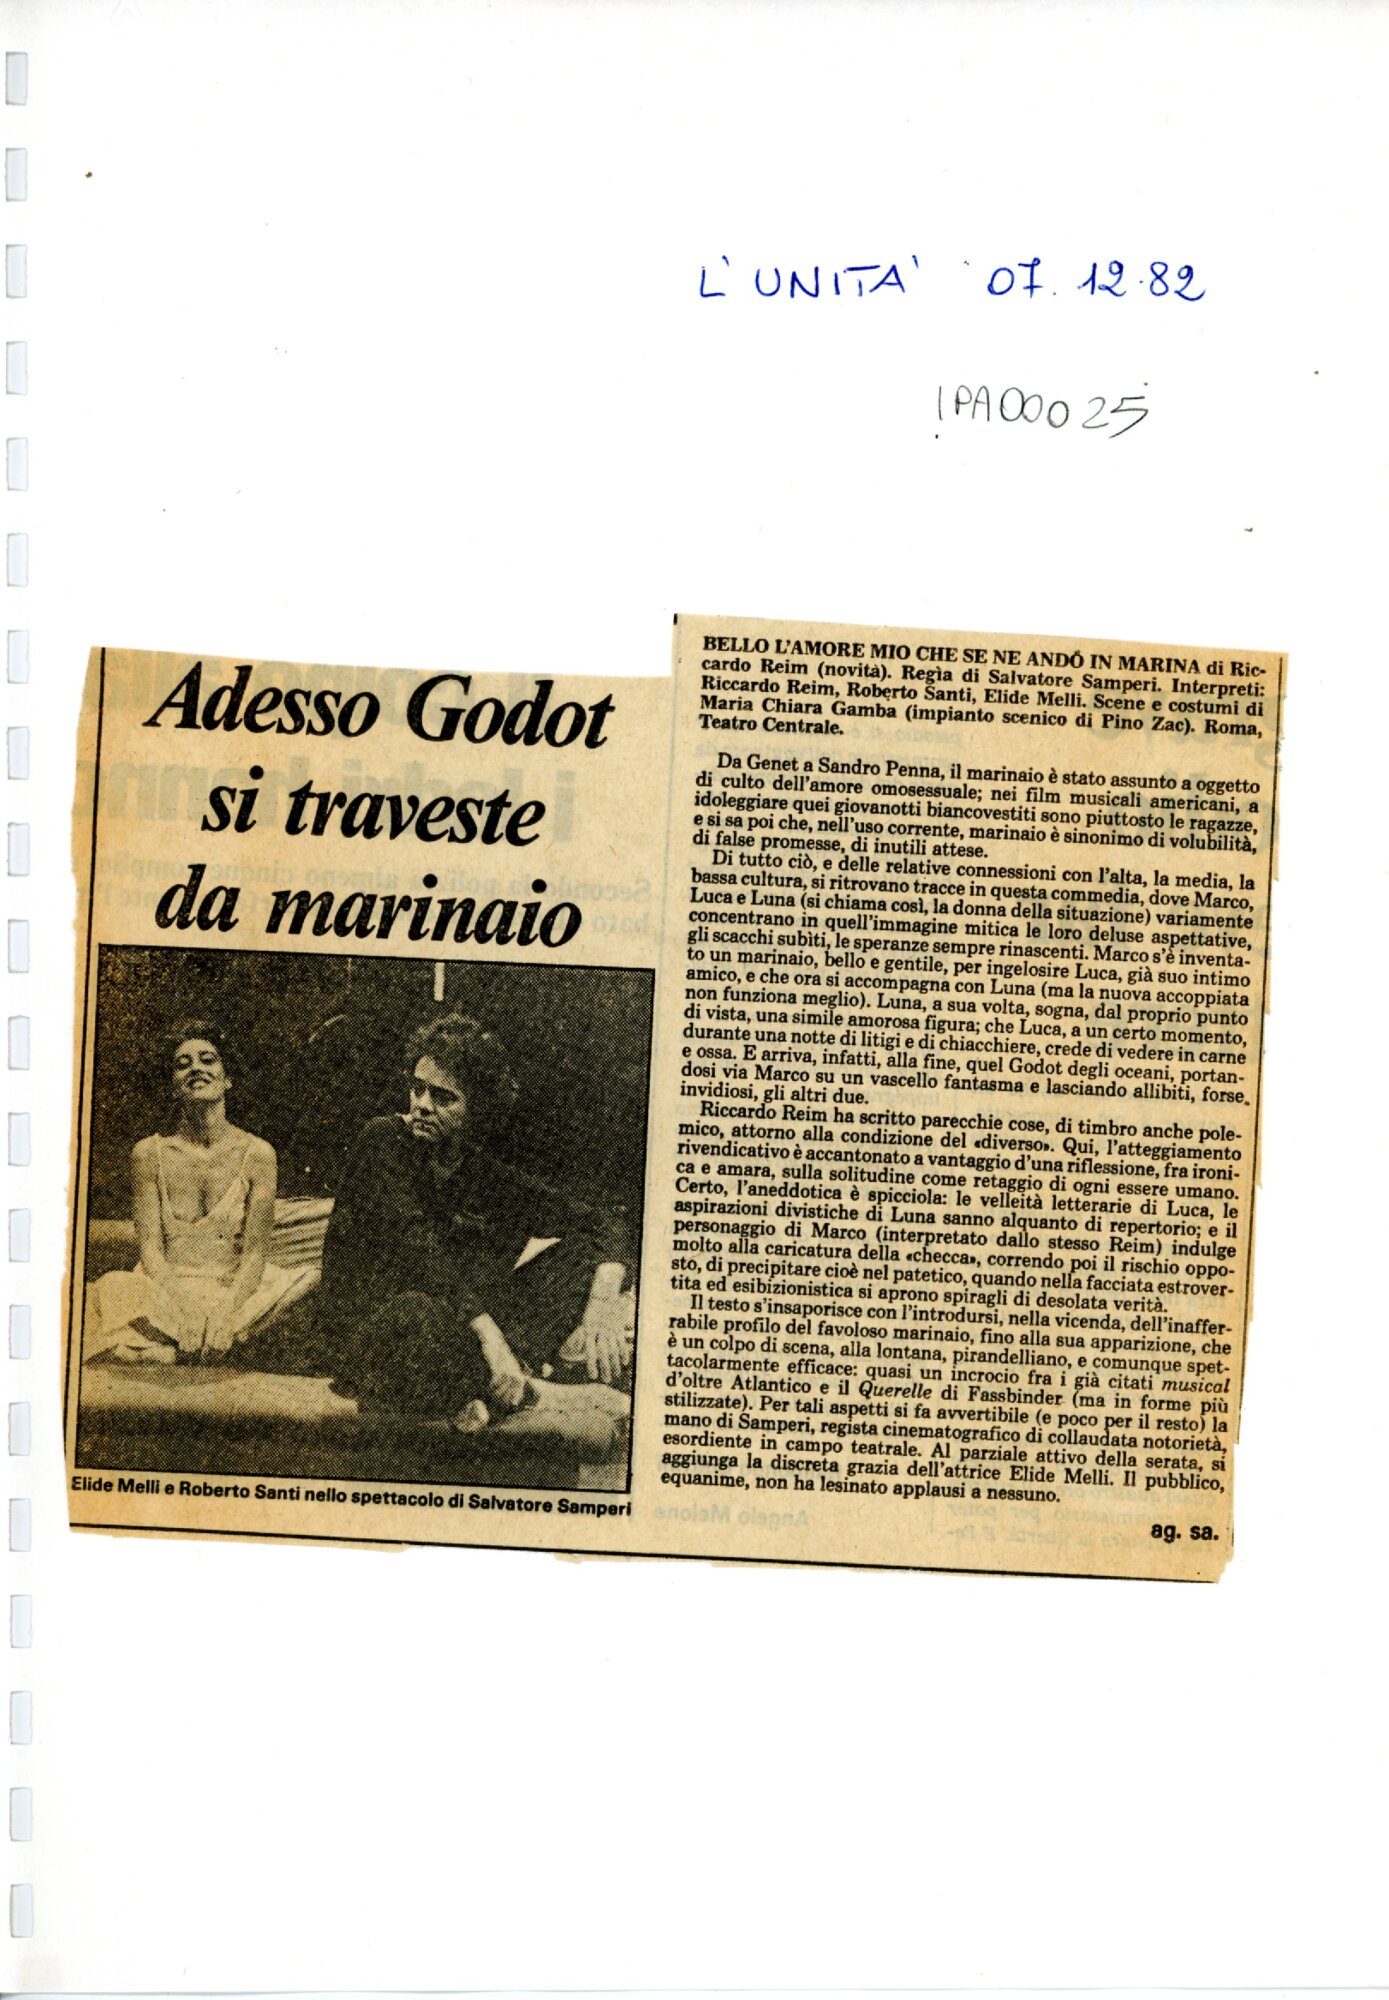 L'UNITA' 07.12.82
IPA00025
Adesso Godot
si traveste
da marinaio
Elide Melli e Roberto Santi nello spettacolo di Salvatore Samperi
BELLO L'AMORE MIO CHE SE NE ANDÒ IN MARINA di Ric-
cardo Reim (novità). Regia di Salvatore Samperi. Interpreti:
Riccardo Reim, Roberto Santi, Elide Melli. Scene e costumi di
Maria Chiara Gamba (impianto scenico di Pino Zac). Roma,
Teatro Centrale.
Da Genet a Sandro Penna, il marinaio è stato assunto a oggetto
di culto dell'amore omosessuale; nei film musicali americani, a
idoleggiare quei giovanotti biancovestiti sono piuttosto le ragazze,
e si sa poi che, nell'uso corrente, marinaio è sinonimo di volubilità,
di false promesse, di inutili attese.
Di tutto ciò, e delle relative connessioni con l'alta, la media, la
bassa cultura, si ritrovano tracce in questa commedia, dove Marco,
Luca e Luna (si chiama così, la donna della situazione) variamente
concentrano in quell'immagine mitica le loro deluse aspettative,
gli scacchi subìti, le speranze sempre rinascenti. Marco s'è inventa-
to un marinaio, bello e gentile, per ingelosire Luca, già suo intimo
amico, e che ora si accompagna con Luna (ma la nuova accoppiata
non funziona meglio). Luna, a sua volta, sogna, dal proprio punto
di vista, una simile amorosa figura; che Luca, a un certo momento,
durante una notte di litigi e di chiacchiere, crede di vedere in carne
e ossa. E arriva, infatti, alla fine, quel Godot degli oceani, portan-
dosi via Marco su un vascello fantasma e lasciando allibiti, forse
invidiosi, gli altri due.
Riccardo Reim ha scritto parecchie cose, di timbro anche pole-
mico, attorno alla condizione del «diverso». Qui, l'atteggiamento
rivendicativo è accantonato a vantaggio d'una riflessione, fra ironi-
ca e amara, sulla solitudine come retaggio di ogni essere umano.
Certo, l'aneddotica è spicciola: le velleità letterarie di Luca, le
aspirazioni divistiche di Luna sanno alquanto di repertorio; e il
personaggio di Marco (interpretato dallo stesso Reim) indulge
molto alla caricatura della «checca», correndo poi il rischio oppo-
sto, di precipitare cioè nel patetico, quando nella facciata estrover-
tita ed esibizionistica si aprono spiragli di desolata verità.
Il testo s'insaporisce con l'introdursi, nella vicenda, dell'inaffer-
rabile profilo del favoloso marinaio, fino alla sua apparizione, che
è un colpo di scena, alla lontana, pirandelliano, e comunque spet-
tacolarmente efficace: quasi un incrocio fra i già citati musical
d'oltre Atlantico e il Querelle di Fassbinder (ma in forme più
stilizzate). Per tali aspetti si fa avvertibile (e poco per il resto) la
mano di Samperi, regista cinematografico di collaudata notorietà,
esordiente in campo teatrale. Al parziale attivo della serata, si
aggiunga la discreta grazia dell'attrice Elide Melli. Il pubblico,
equanime, non ha lesinato applausi a nessuno.
ag. sa.